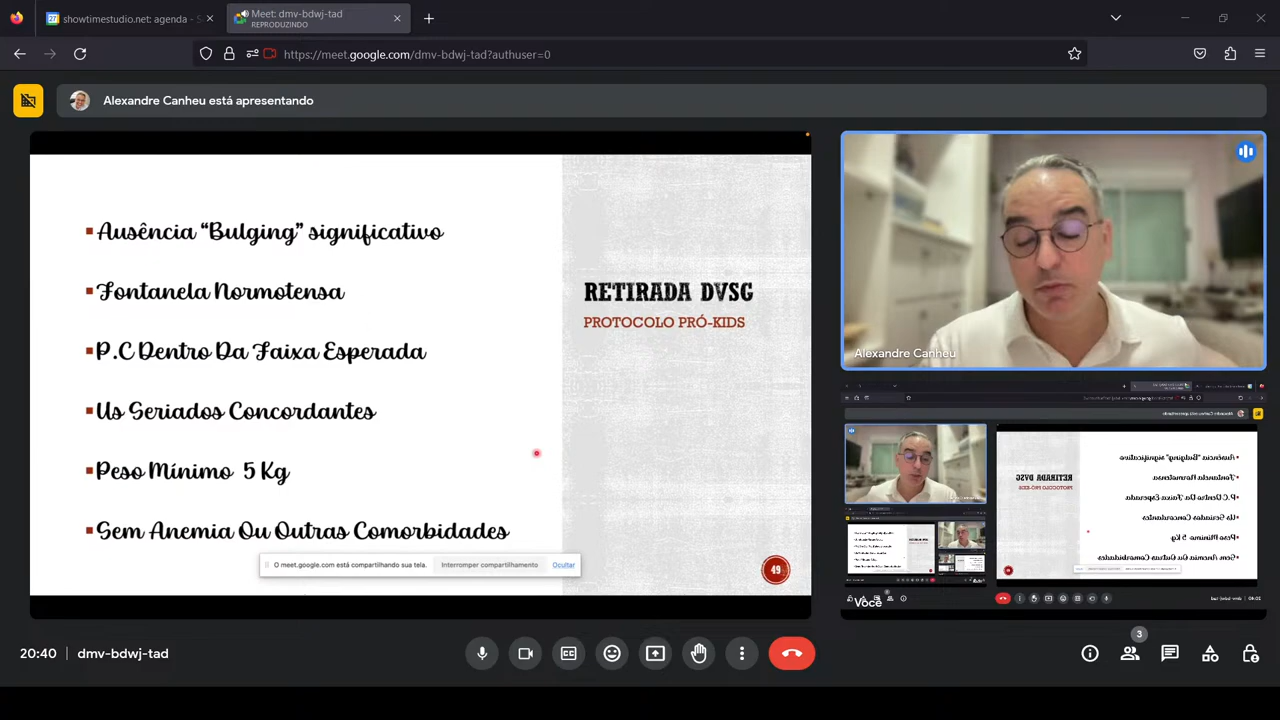 showtimestudio.net: agenda - S
Meet: dmv-bdwj-tad
REPRODUZINDO
https://meet.google.com/dmv-bdwj-tad?authuser=0
Alexandre Canheu está apresentando
Ausência “Bulging” significativo
Fontanela Normotensa
P.C Dentro Da Faixa Esperada
Us Seriados Concordantes
Peso Mínimo 5 Kg
Sem Anemia Ou Outras Comorbidades
RETIRADA DVSG
PROTOCOLO PRÓ-KIDS
49
O meet.google.com está compartilhando sua tela.
Interromper compartilhamento
Ocultar
Alexandre Canheu
Você
20:40
dmv-bdwj-tad
3